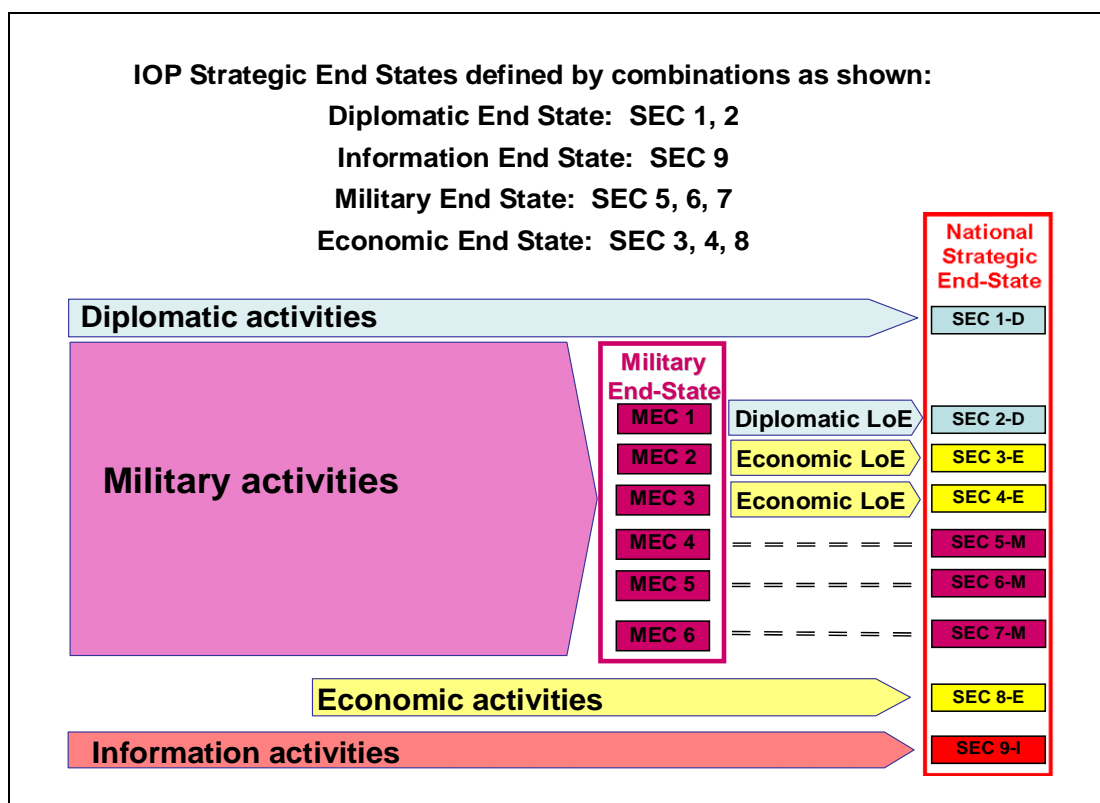 IOP Strategic End States defined by combinations as shown:
Diplomatic End State: SEC 1, 2
Information End State: SEC 9
Military End State: SEC 5, 6, 7
Economic End State: SEC 3, 4, 8
National
Strategic
End-State
Diplomatic activities
SEC 1-D
Military
End-State
Military activities
MEC 1
Diplomatic LoE
SEC 2-D
MEC 2
Economic LoE
SEC 3-E
MEC 3
Economic LoE
SEC 4-E
MEC 4
= = = = = =
SEC 5-M
MEC 5
= = = = = =
SEC 6-M
MEC 6
= = = = = =
SEC 7-M
Economic activities
SEC 8-E
Information activities
SEC 9-I